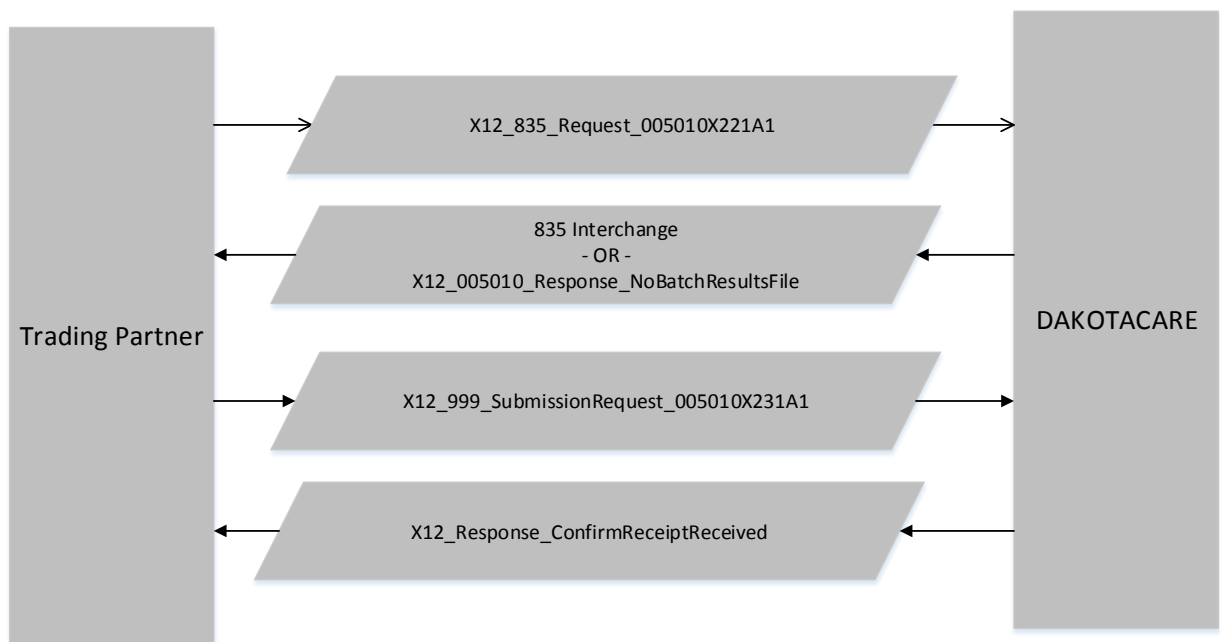 X12_835_Request_005010X221A1
835 Interchange
- OR -
X12_005010_Response_NoBatchResultsFile
Trading Partner
DAKOTACARE
X12_999_SubmissionRequest_005010X231A1
X12_Response_ConfirmReceiptReceived